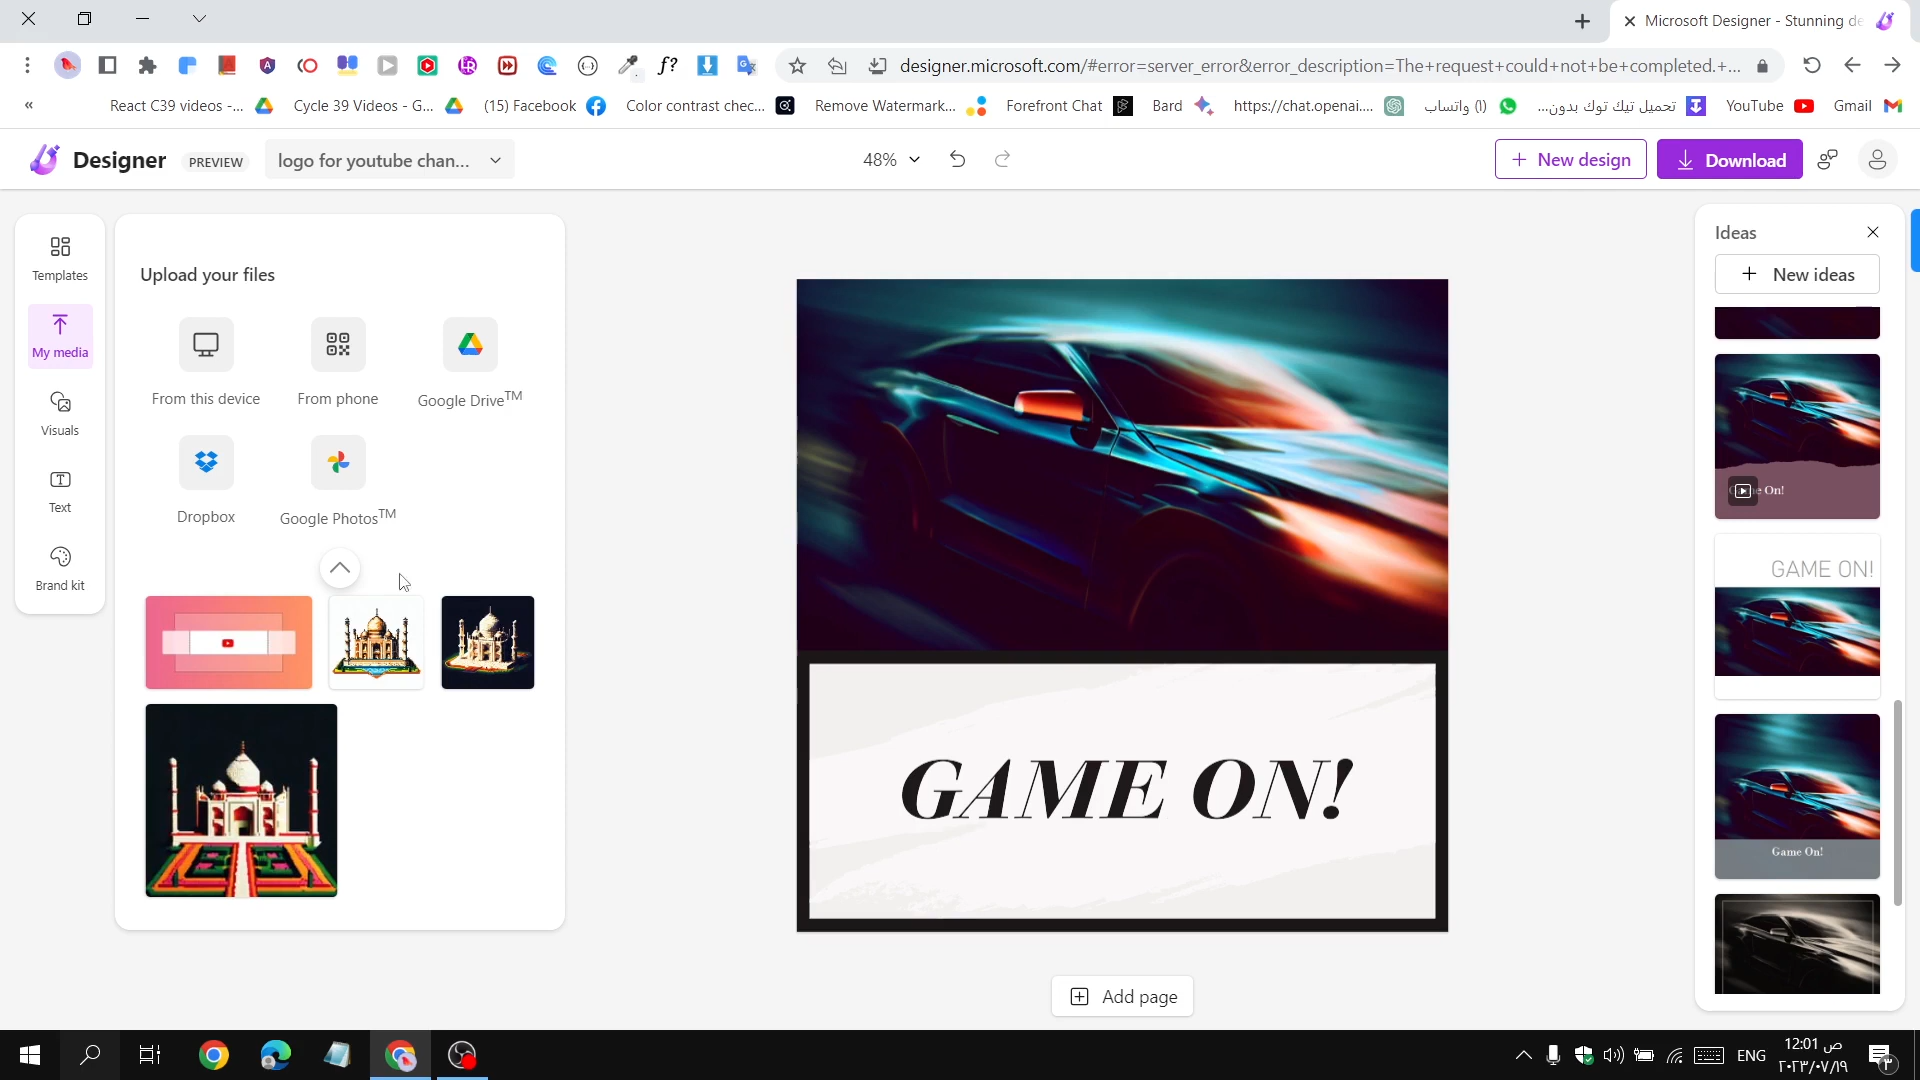 Microsoft Designer - Stunning de
designer.microsoft.com/#error=server_error&error_description=The+request+could+not+be+completed.+...
«
React C39 videos -...
Cycle 39 Videos - G...
(15) Facebook
Color contrast chec...
Remove Watermark...
Forefront Chat
Bard
https://chat.openai....
(١) واتساب
تحميل تيك توك بدون...
YouTube
Gmail
Designer
PREVIEW
logo for youtube chan...
48%
New design
Download
Templates
My media
Visuals
Text
Brand kit
Upload your files
From this device
From phone
Google Drive™
Dropbox
Google Photos™
GAME ON!
Add page
Ideas
New ideas
e On!
GAME ON!
Game On!
ENG
12:01 ص
٢٠٢٣/٠٧/١٩
٣